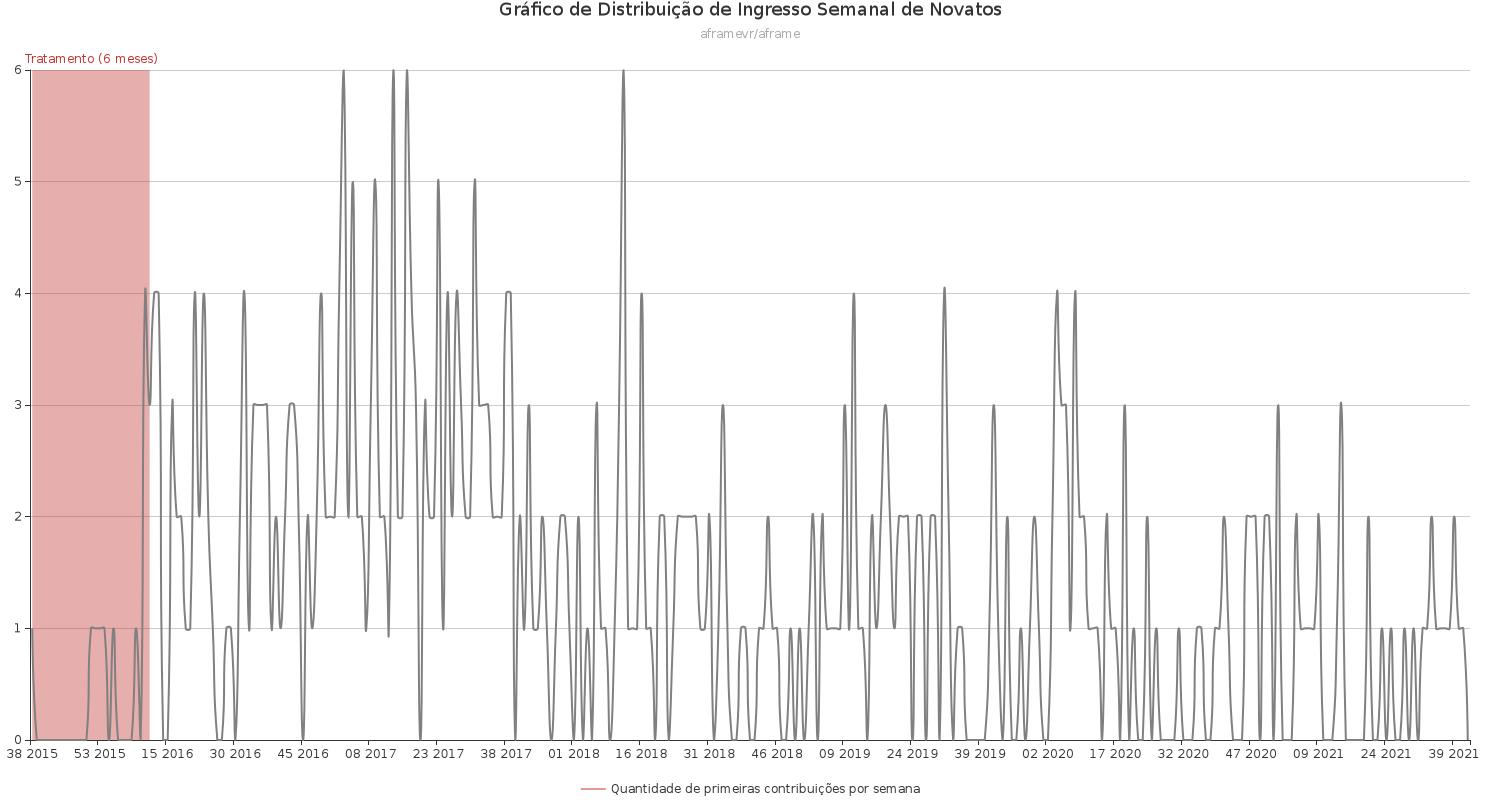 Gráfico de Distribuição de Ingresso Semanal de Novatos
aframevr/aframe
Tratamento (6 meses)
6
5
4
3
2
1
0
38 2015 53 2015 15 2016 30 2016 45 2016 08 2017 23 2017 38 2017 01 2018 16 2018 31 2018 46 2018 09 2019 24 2019 39 2019 02 2020 17 2020 32 2020 47 2020 09 2021 24 2021 39 2021
Quantidade de primeiras contribuições por semana